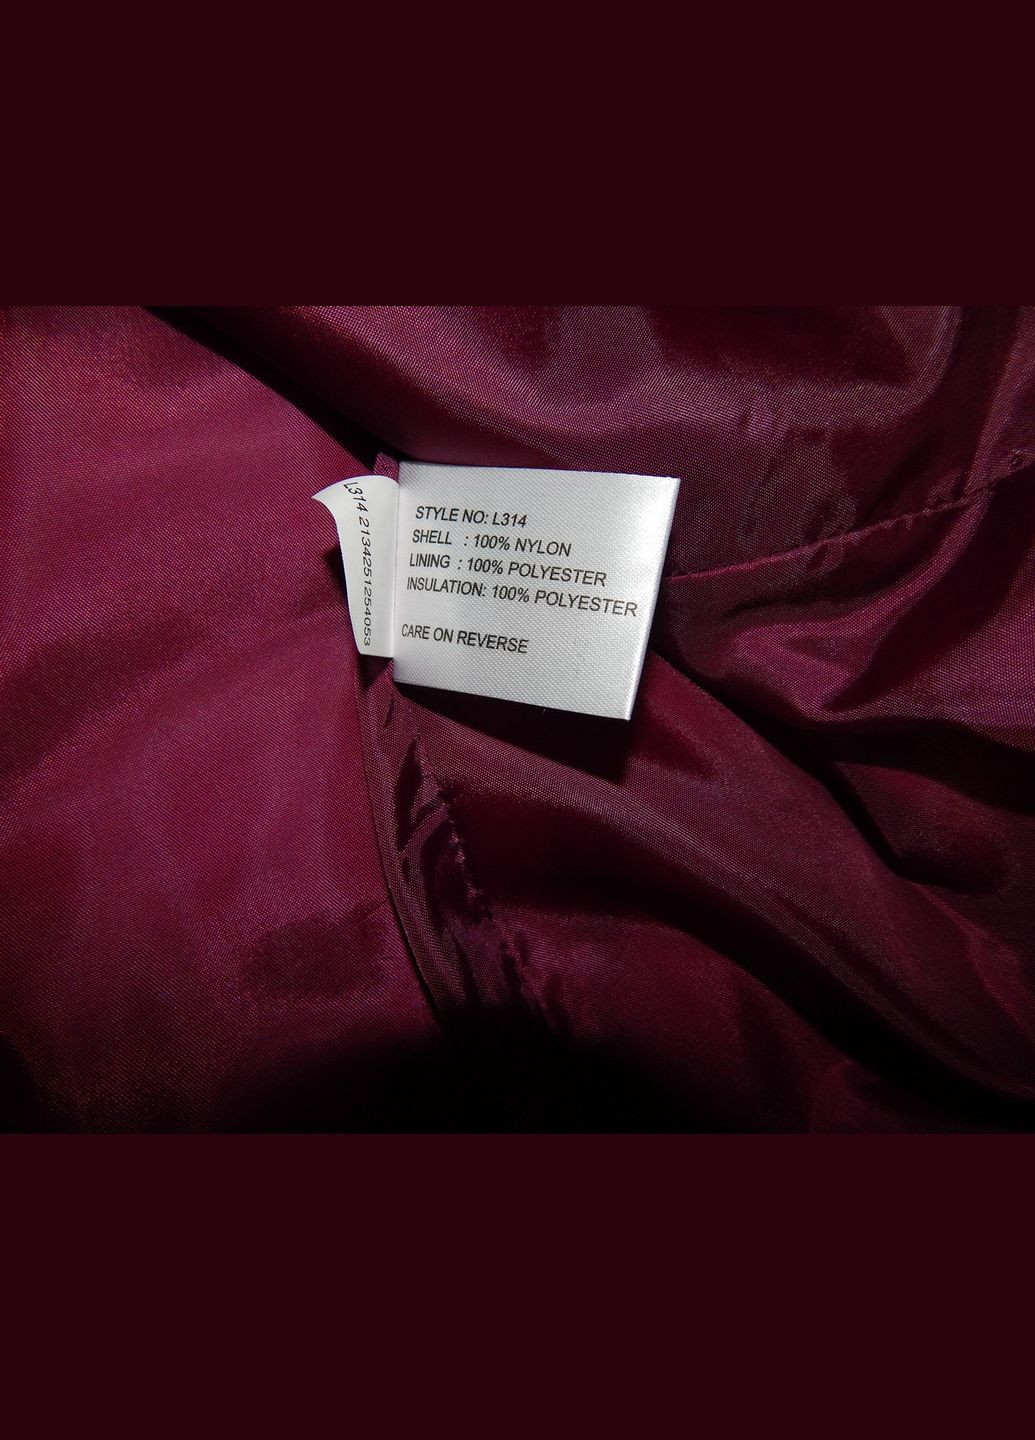 L314 2134251254053
STYLE NO: L314
SHELL : 100% NYLON
LINING : 100% POLYESTER
INSULATION: 100% POLYESTER
CARE ON REVERSE